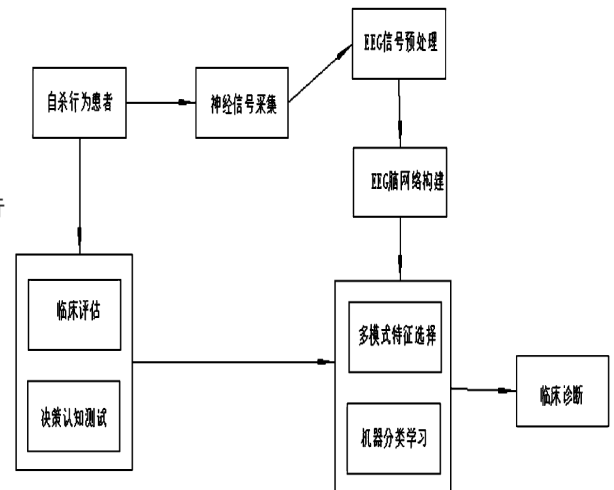 EEG信号预处理
自杀行为患者
神经信号采集
EEG脑网络构建
临床评估
多模式特征选择
决策认知测试
机器分类学习
临床诊断